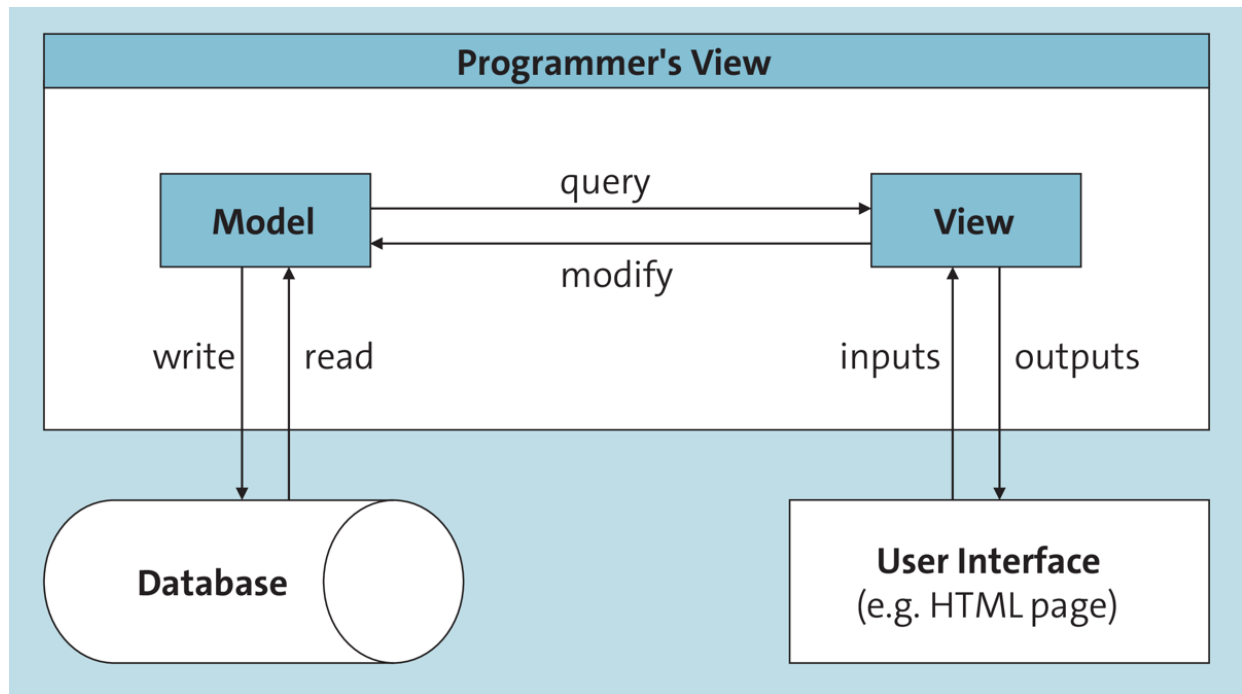 Programmer's View
query
Model
View
modify
write
read
inputs
outputs
Database
User Interface
(e.g. HTML page)